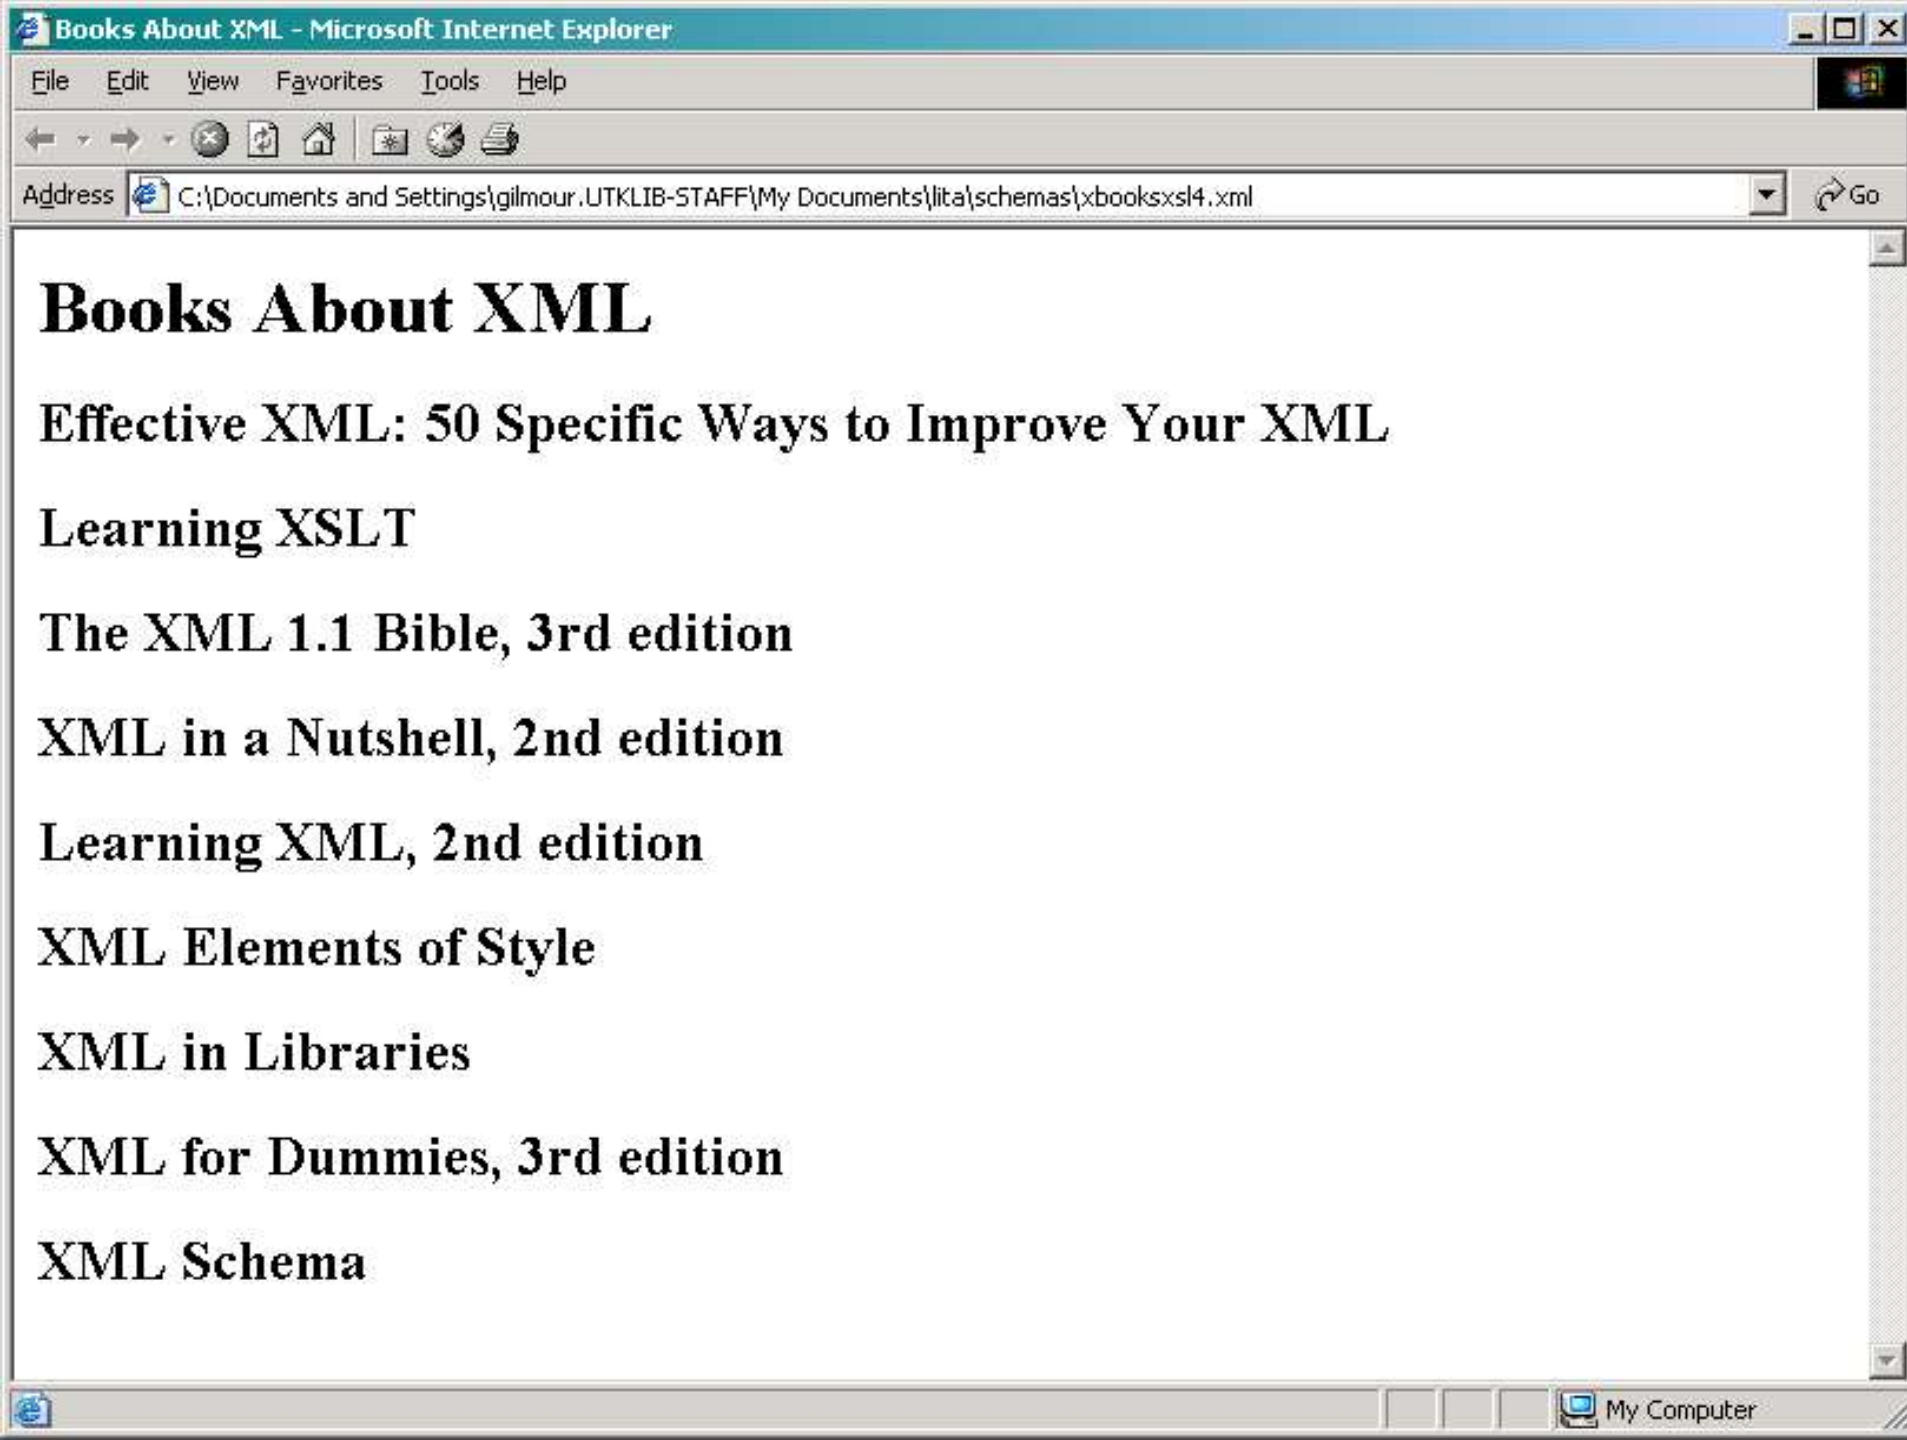 Books About XML - Microsoft Internet Explorer
File Edit View Favorites Tools Help
Address C:\Documents and Settings\gilmour.UTKLIB-STAFF\My Documents\lita\schemas\xbooksxsl4.xml Go
Books About XML
Effective XML: 50 Specific Ways to Improve Your XML
Learning XSLT
The XML 1.1 Bible, 3rd edition
XML in a Nutshell, 2nd edition
Learning XML, 2nd edition
XML Elements of Style
XML in Libraries
XML for Dummies, 3rd edition
XML Schema
My Computer